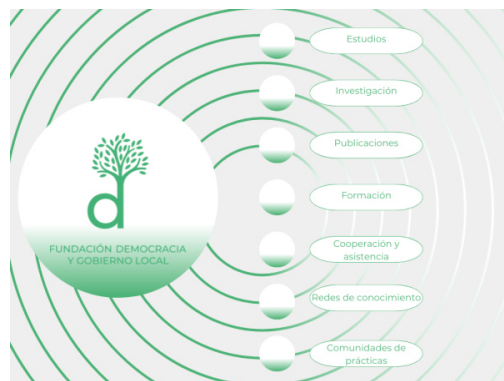 Estudios
Investigación
Publicaciones
Formación
d
FUNDACIÓN DEMOCRACIA
Y GOBIERNO LOCAL
Cooperación y
asistencia
Redes de conocimiento
Comunidades de
prácticas